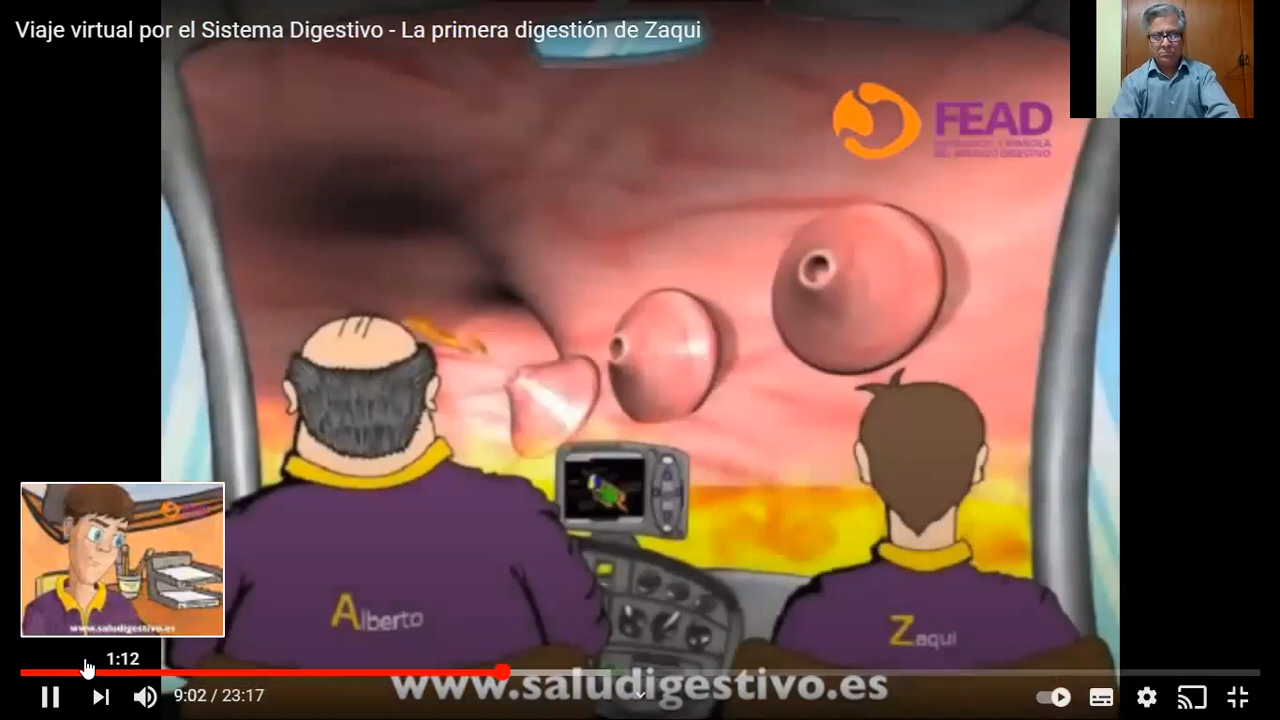 Viaje virtual por el Sistema Digestivo - La primera digestión de Zaqui
FEAD
Alberto
Zaqui
www.saludigestivo.es
1:12
www.saludigestivo.es
9:02 / 23:17